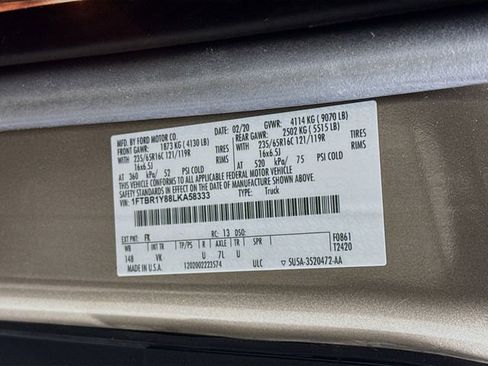 MFD. BY FORD MOTOR CO. DATE: 02/20 GVWR: 4114 KG ( 9070 LB)
FRONT GAWR: 1873 KG ( 4130 LB) REAR GAWR: 2502 KG ( 5515 LB)
235/65R16C 121/119R TIRES WITH 235/65R16C 121/119R TIRES
16x6.5J RIMS 16x6.5J RIMS
AT 360 kPa/ 52 PSI COLD AT 520 kPa/ 75 PSI COLD
THIS VEHICLE CONFORMS TO ALL APPLICABLE FEDERAL MOTOR VEHICLE
SAFETY STANDARDS IN EFFECT ON THE DATE OF MANUFACTURE SHOWN ABOVE.
VIN: 1FTBR1Y88LKA58333 TYPE: Truck
EXT PNT: FK RC: 13 DSO: F0861
WB INT TR TP/PS R AXLE TR SPR T2420
148 VK U 7L U
MADE IN U.S.A. 1202002223574 ULC 5U5A-3520472-AA